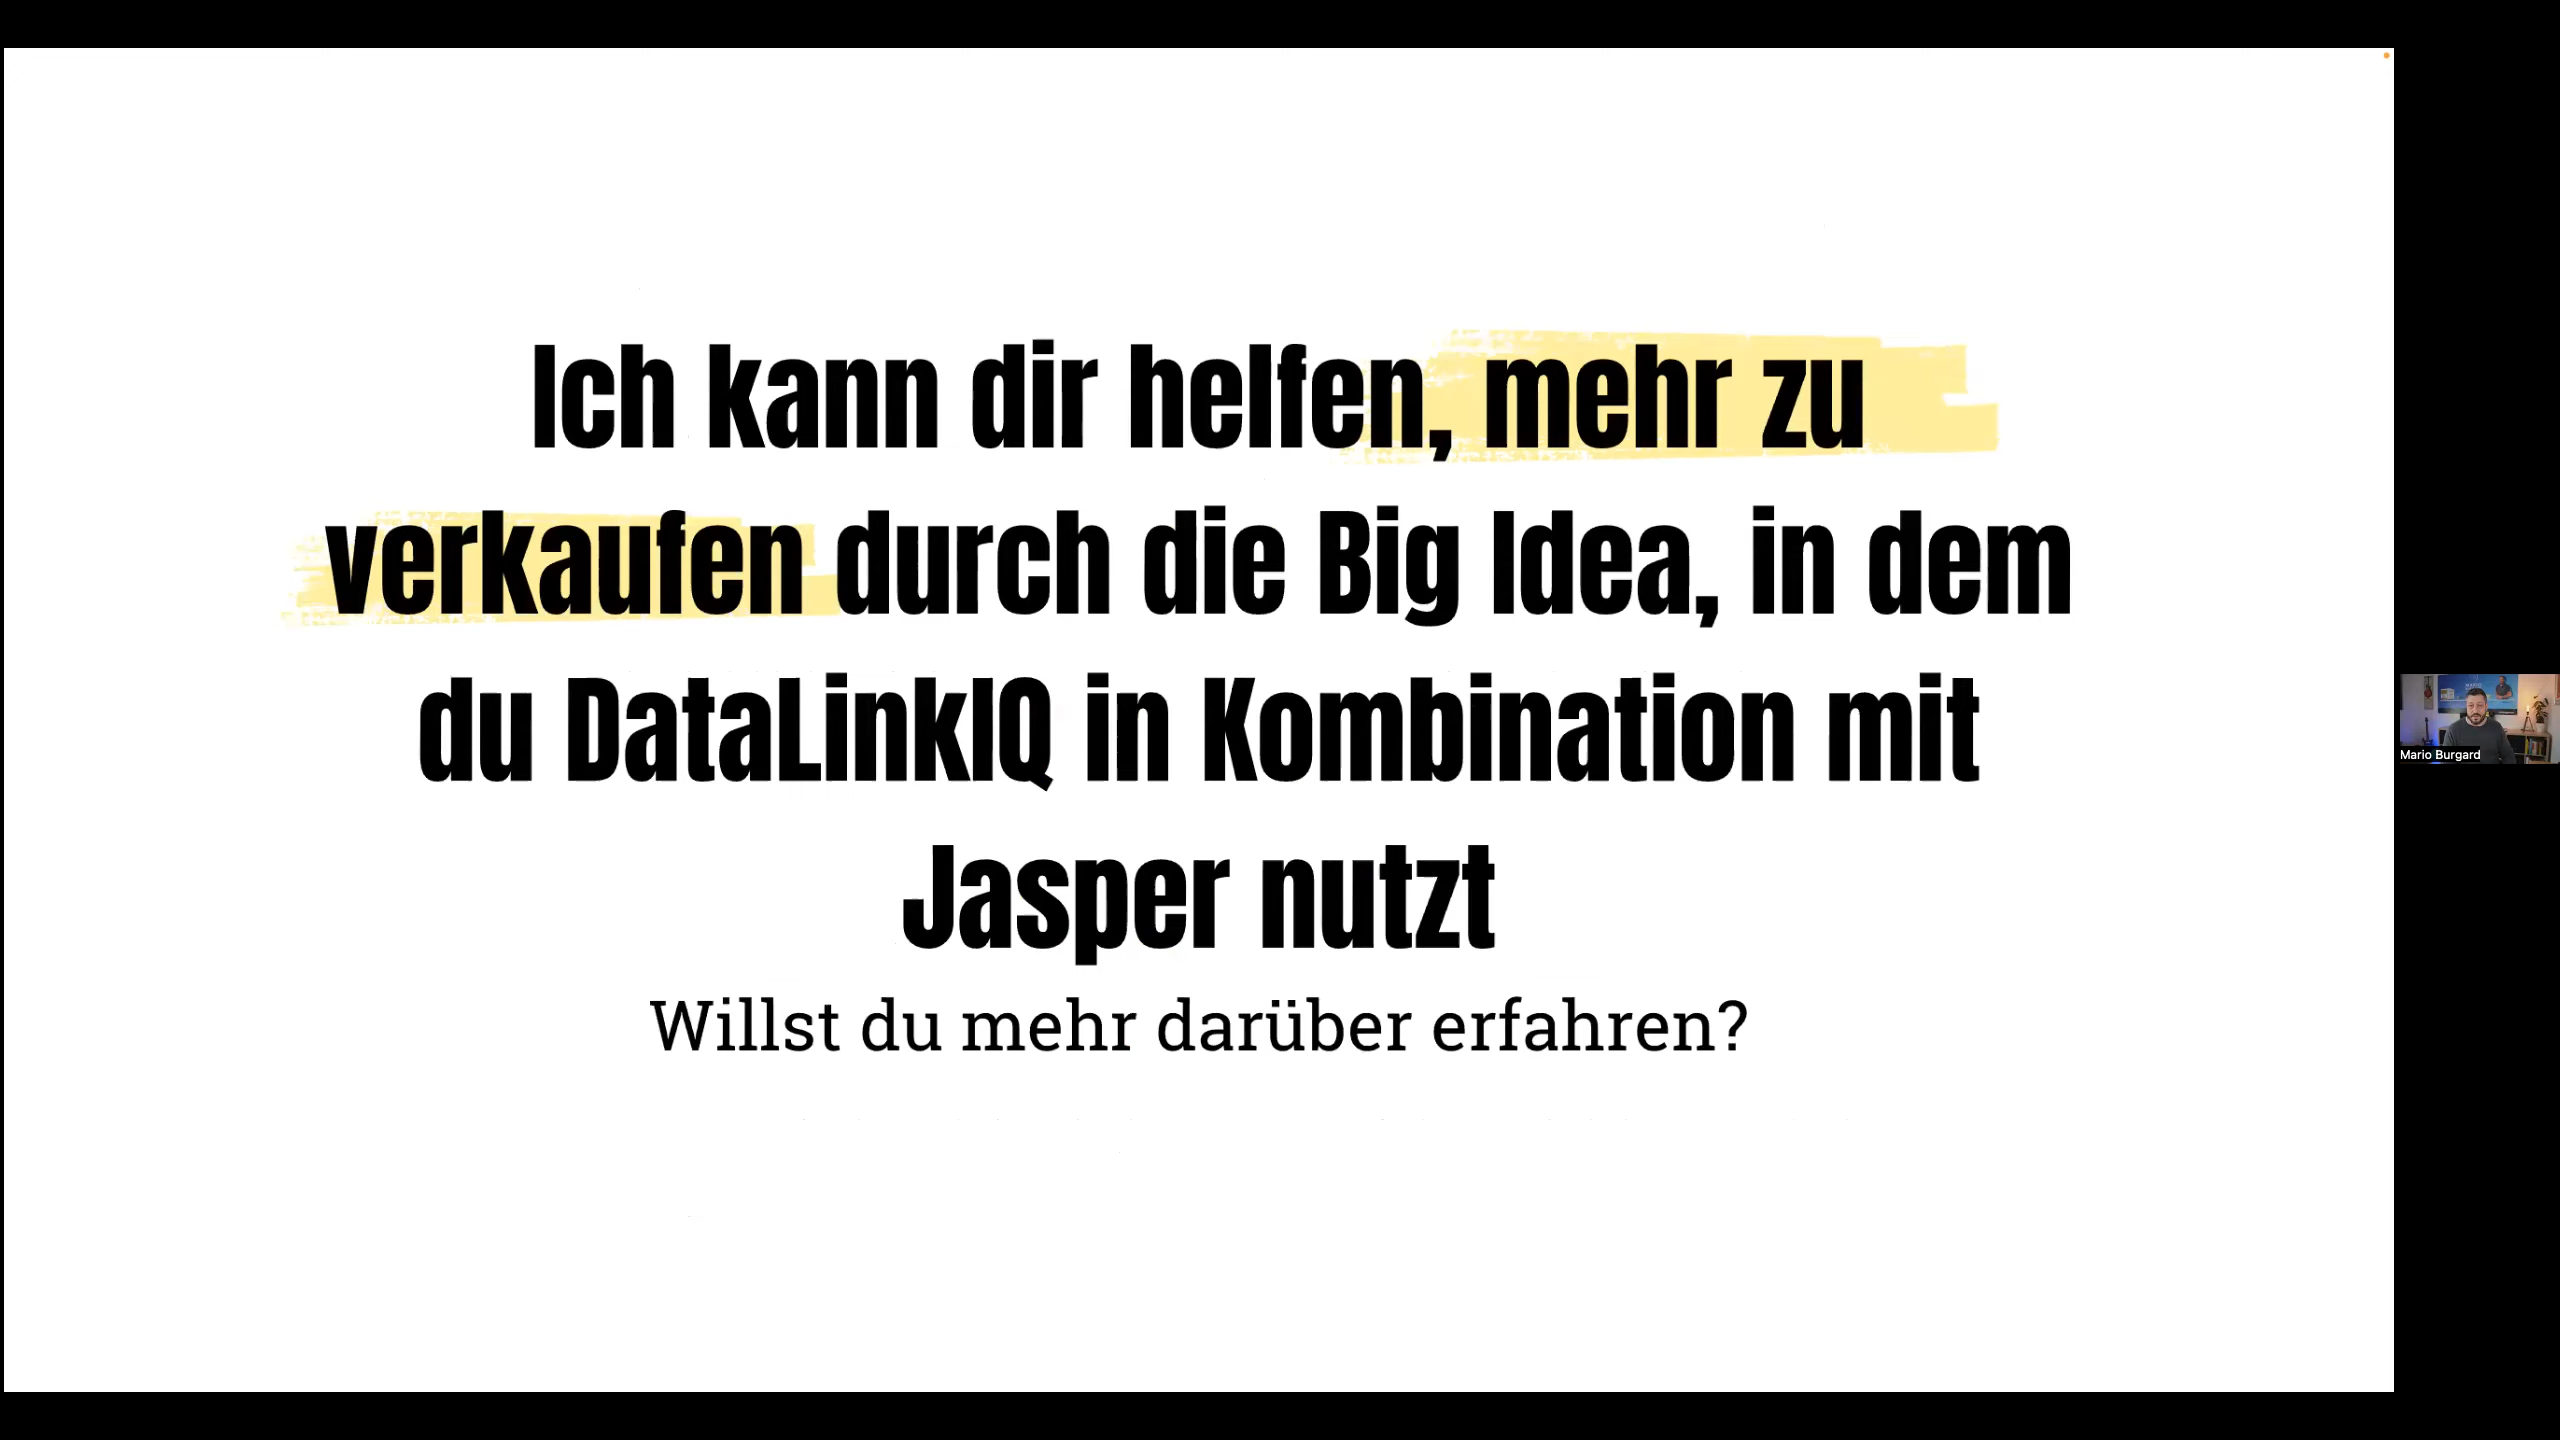 Ich kann dir helfen, mehr zu
verkaufen durch die Big Idea, in dem
du DataLinkIQ in Kombination mit
Jasper nutzt
Willst du mehr darüber erfahren?
Mario Burgard